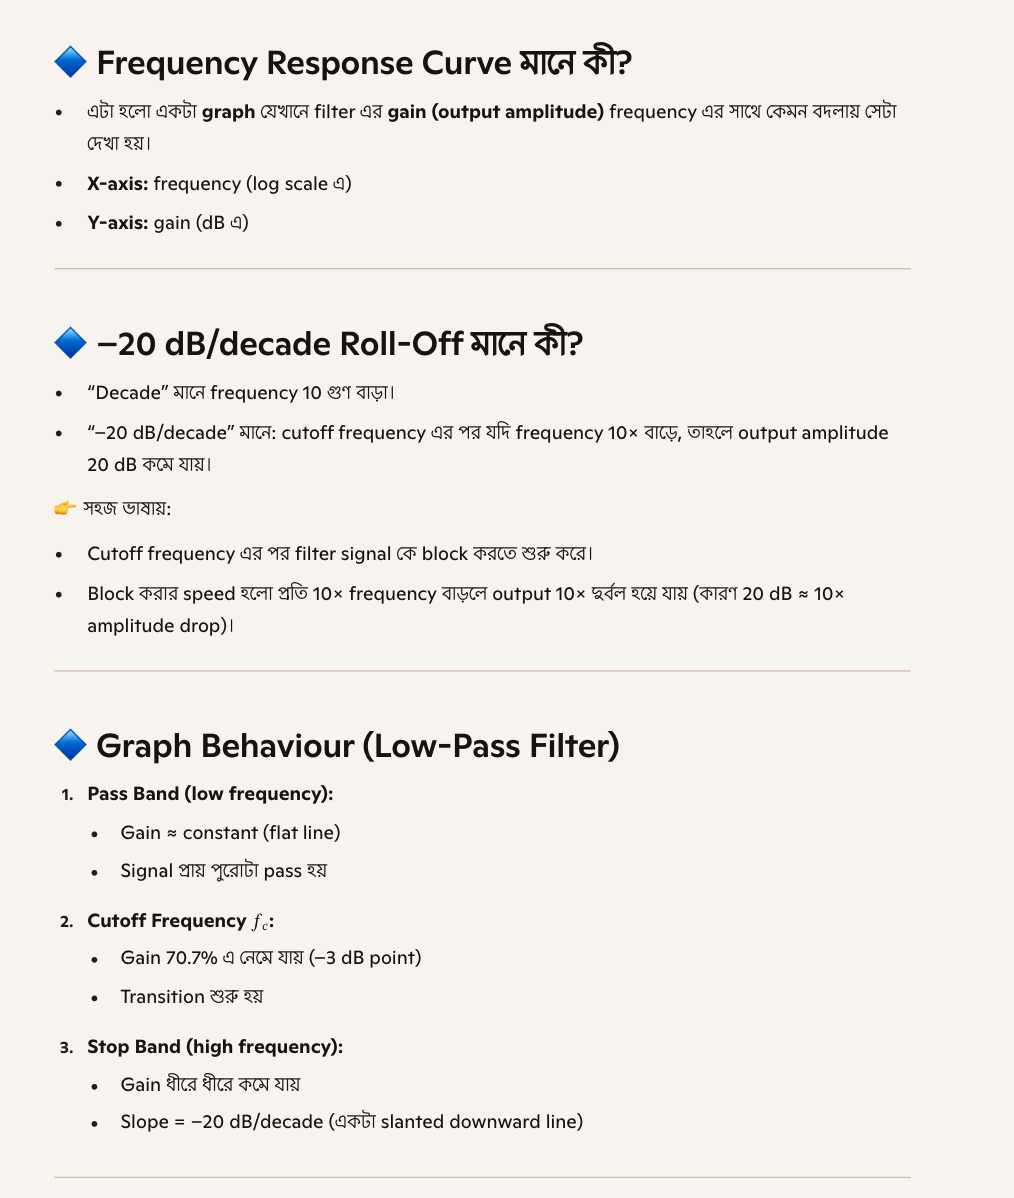 🔷 Frequency Response Curve মানে কী?
• এটা হলো একটা graph যেখানে filter এর gain (output amplitude) frequency এর সাথে কেমন বদলায় সেটা
দেখা হয়।
• X-axis: frequency (log scale এ)
• Y-axis: gain (dB এ)
🔷 –20 dB/decade Roll-Off মানে কী?
• “Decade” মানে frequency 10 গুণ বাড়া।
• “–20 dB/decade” মানে: cutoff frequency এর পর যদি frequency 10× বাড়ে, তাহলে output amplitude
20 dB কমে যায়।
👉 সহজ ভাষায়:
• Cutoff frequency এর পর filter signal কে block করতে শুরু করে।
• Block করার speed হলো প্রতি 10× frequency বাড়লে output 10× দুর্বল হয়ে যায় (কারণ 20 dB ≈ 10×
amplitude drop)।
🔷 Graph Behaviour (Low-Pass Filter)
1. Pass Band (low frequency):
• Gain ≈ constant (flat line)
• Signal প্রায় পুরোটা pass হয়
2. Cutoff Frequency f_c:
• Gain 70.7% এ নেমে যায় (–3 dB point)
• Transition শুরু হয়
3. Stop Band (high frequency):
• Gain ধীরে ধীরে কমে যায়
• Slope = –20 dB/decade (একটা slanted downward line)